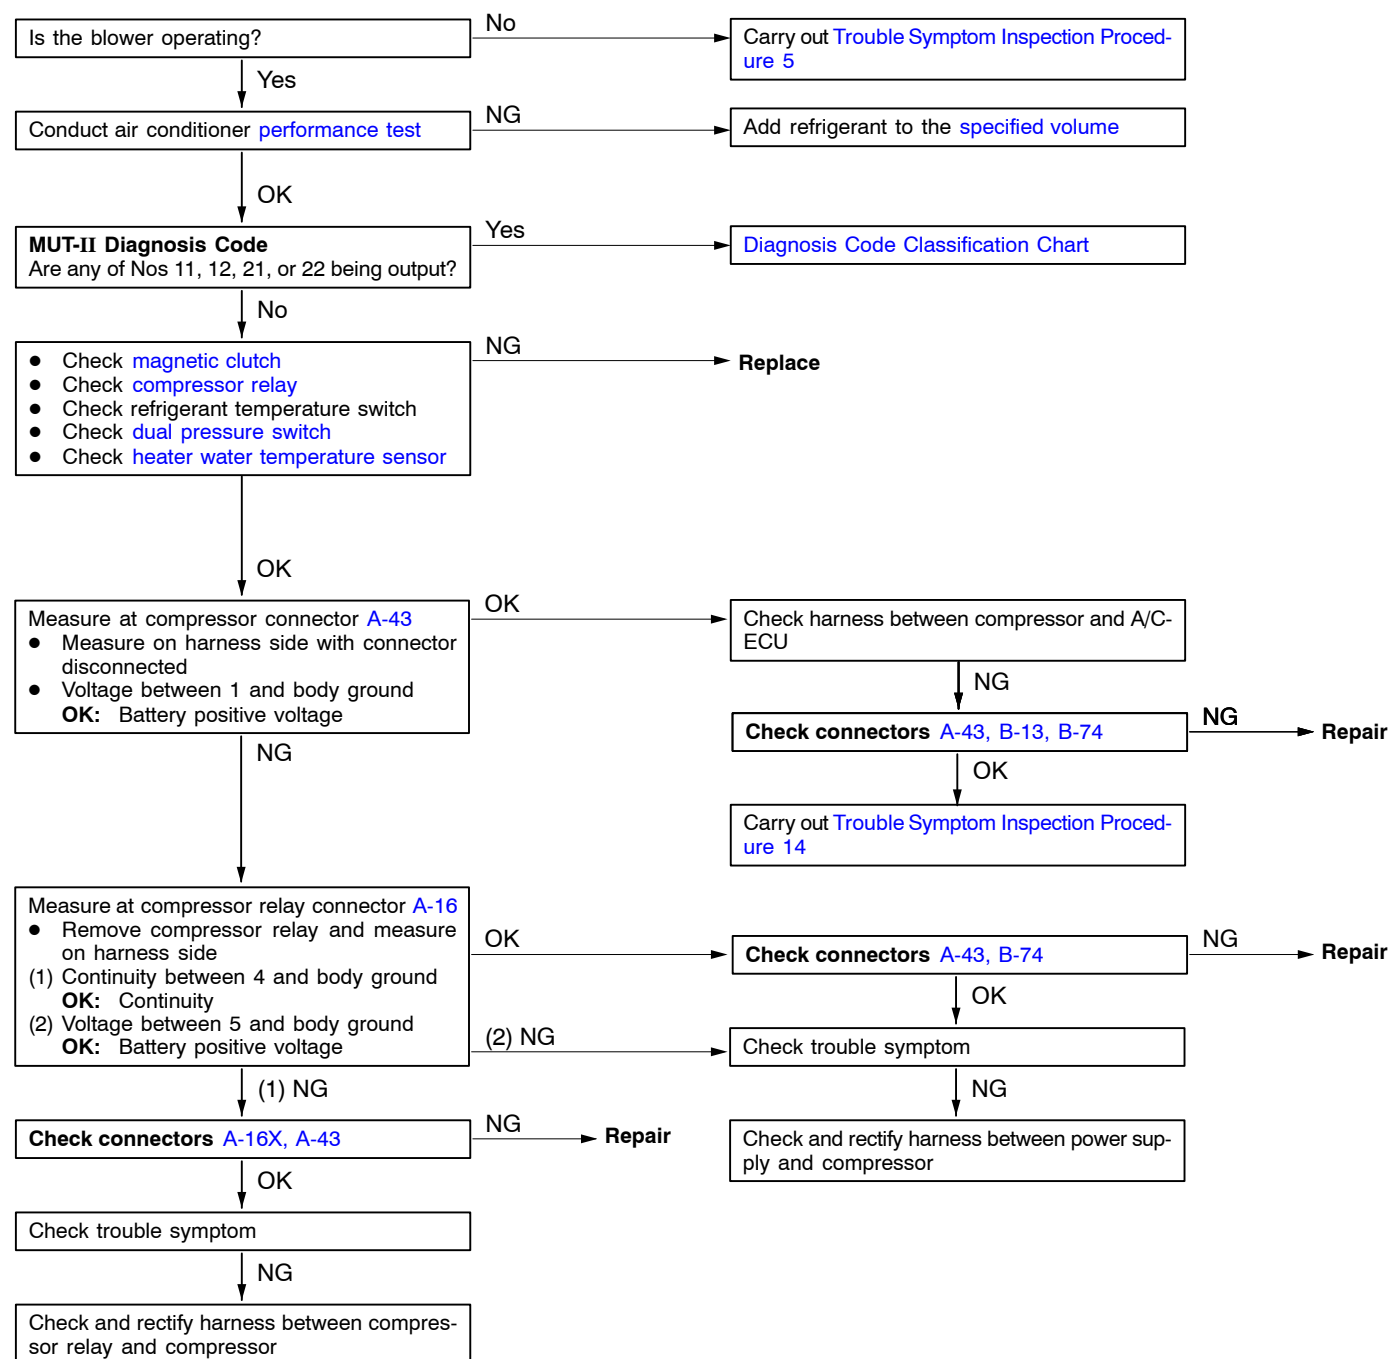 Is the blower operating?
No
Carry out Trouble Symptom Inspection Proced-
ure 5
Yes
Conduct air conditioner performance test
NG
Add refrigerant to the specified volume
OK
MUT-II Diagnosis Code
Are any of Nos 11, 12, 21, or 22 being output?
Yes
Diagnosis Code Classification Chart
No
● Check magnetic clutch
● Check compressor relay
● Check refrigerant temperature switch
● Check dual pressure switch
● Check heater water temperature sensor
NG
Replace
OK
Measure at compressor connector A-43
● Measure on harness side with connector
disconnected
● Voltage between 1 and body ground
OK: Battery positive voltage
OK
Check harness between compressor and A/C-
ECU
NG
Check connectors A-43, B-13, B-74
NG
Repair
OK
Carry out Trouble Symptom Inspection Proced-
ure 14
NG
Measure at compressor relay connector A-16
● Remove compressor relay and measure
on harness side
(1) Continuity between 4 and body ground
OK: Continuity
(2) Voltage between 5 and body ground
OK: Battery positive voltage
OK
Check connectors A-43, B-74
NG
Repair
OK
(2) NG
Check trouble symptom
NG
Check and rectify harness between power sup-
ply and compressor
(1) NG
Check connectors A-16X, A-43
NG
Repair
OK
Check trouble symptom
NG
Check and rectify harness between compres-
sor relay and compressor